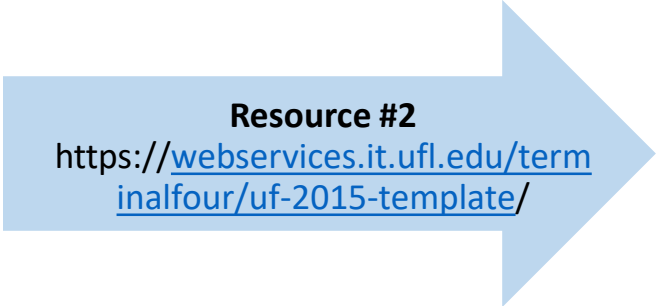 Resource #2
https://webservices.it.ufl.edu/term
inalfour/uf-2015-template/